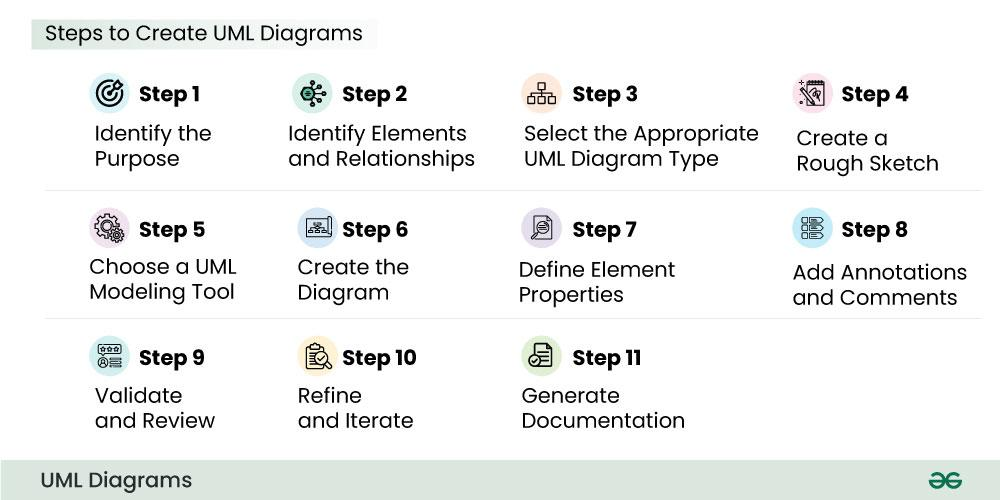 Steps to Create UML Diagrams
Step 1
Identify the
Purpose
Step 2
Identify Elements
and Relationships
Step 3
Select the Appropriate
UML Diagram Type
Step 4
Create a
Rough Sketch
Step 5
Choose a UML
Modeling Tool
Step 6
Create the
Diagram
Step 7
Define Element
Properties
Step 8
Add Annotations
and Comments
Step 9
Validate
and Review
Step 10
Refine
and Iterate
Step 11
Generate
Documentation
UML Diagrams